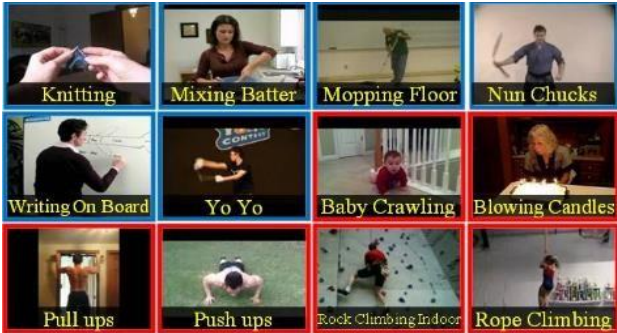 Knitting
Mixing Batter
Mopping Floor
Nun Chucks
Writing On Board
CONTEST
Yo Yo
Baby Crawling
Blowing Candles
Pull ups
Push ups
Rock Climbing Indoor
Rope Climbing